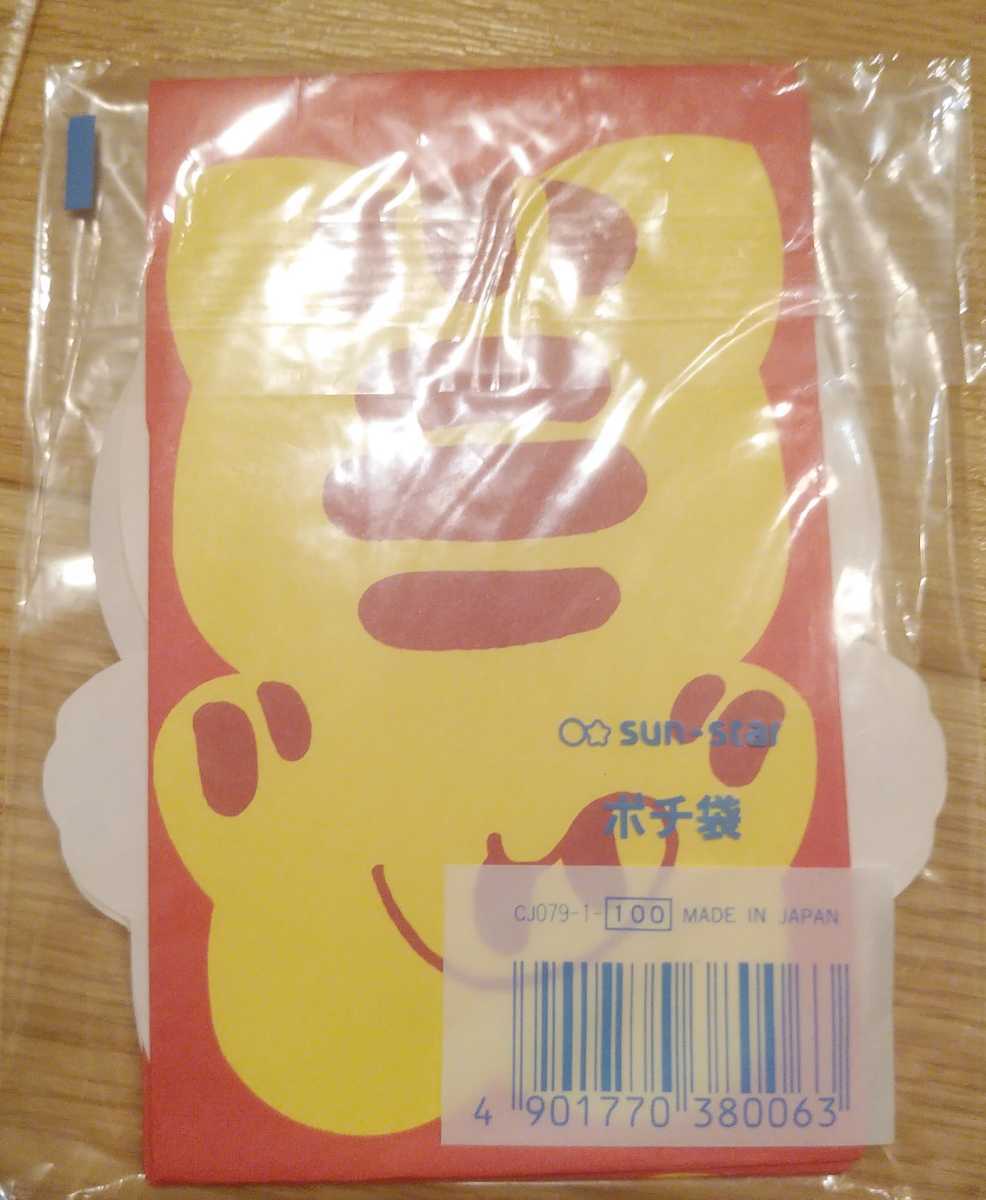 sun-star
ポチ袋
CJ079-1-100 MADE IN JAPAN
4 901770 380063